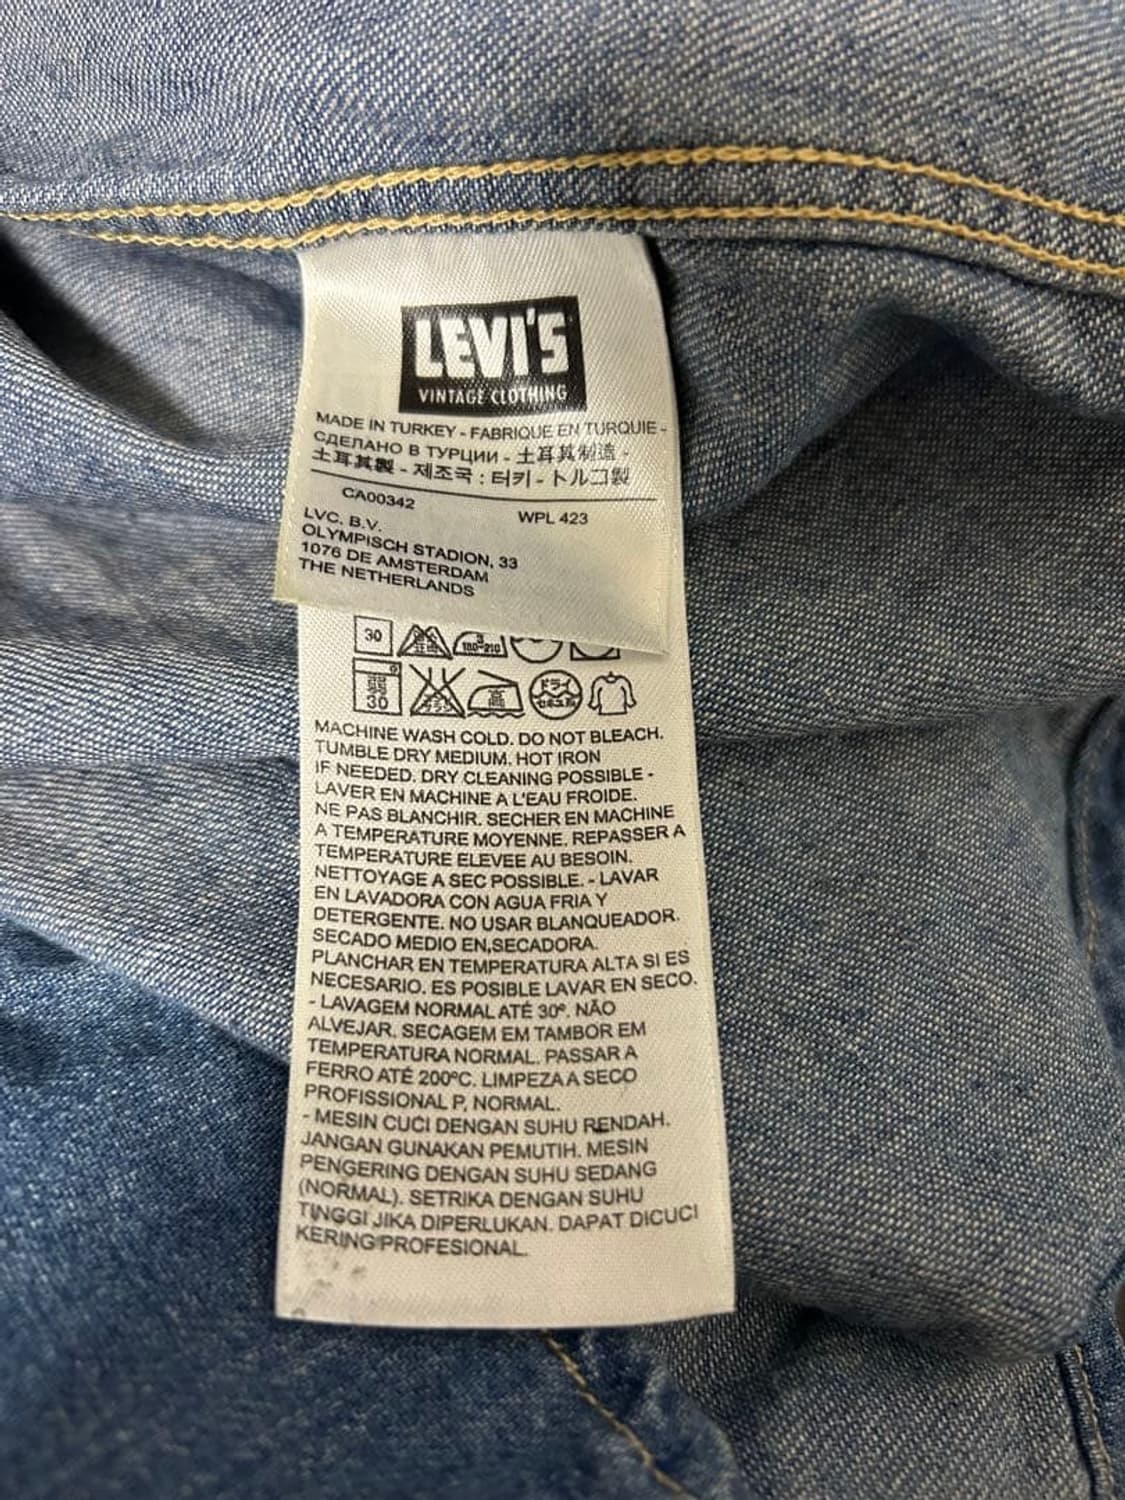 LEVI'S
VINTAGE CLOTHING
MADE IN TURKEY - FABRIQUE EN TURQUIE -
СДЕЛАНО В ТУРЦИИ - 土耳其制造 -
土耳其製 - 제조국 : 터키 - トルコ製
CA00342
WPL 423
LVC. B.V.
OLYMPISCH STADION, 33
1076 DE AMSTERDAM
THE NETHERLANDS
30
180-210
弱
30
高
ドライ
MACHINE WASH COLD. DO NOT BLEACH.
TUMBLE DRY MEDIUM. HOT IRON
IF NEEDED. DRY CLEANING POSSIBLE -
LAVER EN MACHINE A L'EAU FROIDE.
NE PAS BLANCHIR. SECHER EN MACHINE
A TEMPERATURE MOYENNE. REPASSER A
TEMPERATURE ELEVEE AU BESOIN.
NETTOYAGE A SEC POSSIBLE. - LAVAR
EN LAVADORA CON AGUA FRIA Y
DETERGENTE. NO USAR BLANQUEADOR.
SECADO MEDIO EN,SECADORA.
PLANCHAR EN TEMPERATURA ALTA SI ES
NECESARIO. ES POSIBLE LAVAR EN SECO.
- LAVAGEM NORMAL ATÉ 30º. NÃO
ALVEJAR. SECAGEM EM TAMBOR EM
TEMPERATURA NORMAL. PASSAR A
FERRO ATÉ 200ºC. LIMPEZA A SECO
PROFISSIONAL P, NORMAL.
- MESIN CUCI DENGAN SUHU RENDAH.
JANGAN GUNAKAN PEMUTIH. MESIN
PENGERING DENGAN SUHU SEDANG
(NORMAL). SETRIKA DENGAN SUHU
TINGGI JIKA DIPERLUKAN. DAPAT DICUCI
KERING PROFESIONAL.